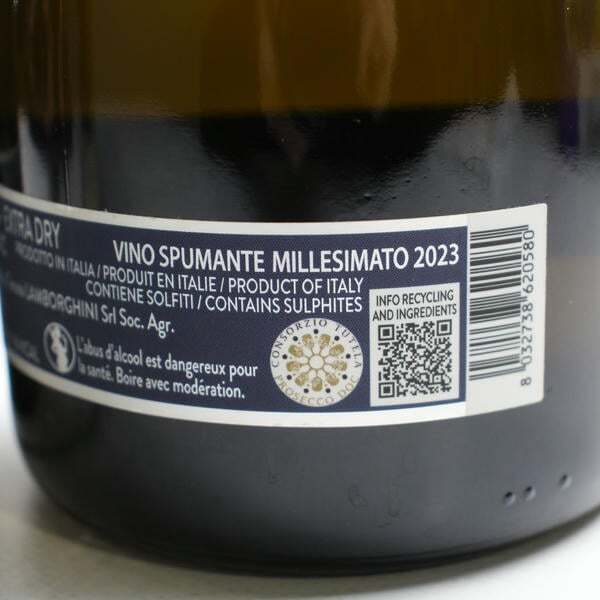 EXTRA DRY
VINO SPUMANTE MILLESIMATO 2023
PRODOTTO IN ITALIA / PRODUIT EN ITALIE / PRODUCT OF ITALY
CONTIENE SOLFITI / CONTAINS SULPHITES
LAMBORGHINI Srl Soc. Agr.
L'abus d'alcool est dangereux pour
la santé. Boire avec modération.
CONSORZIO TUTELA
PROSECCO DOC
INFO RECYCLING
AND INGREDIENTS
8 032738 620580